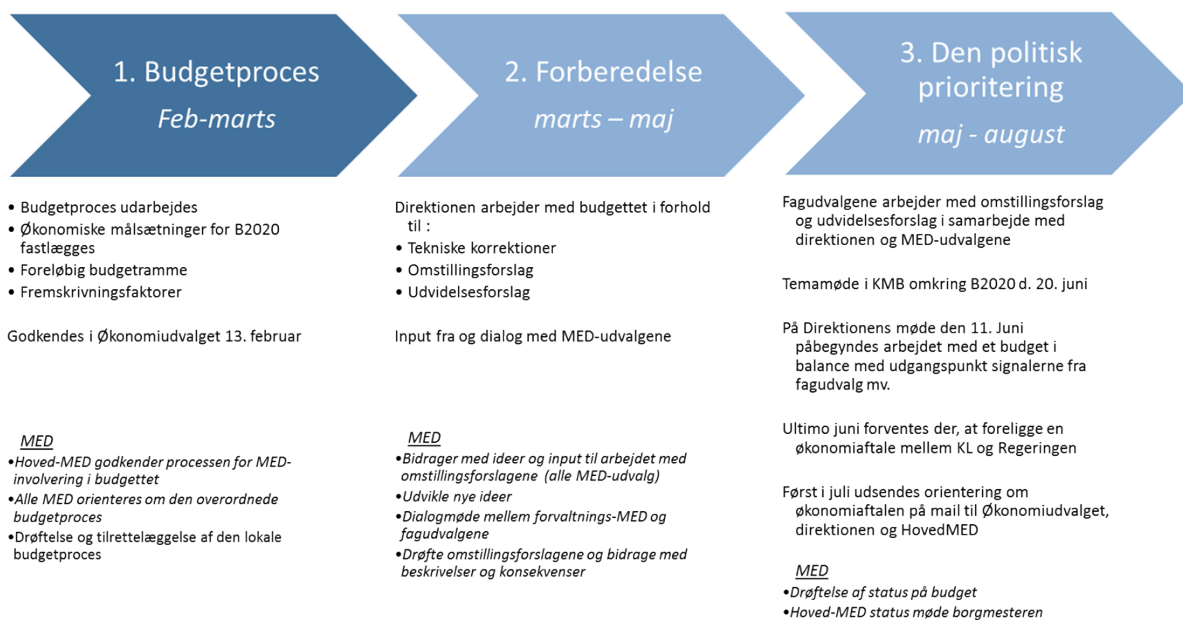 1. Budgetproces
Feb-marts
• Budgetproces udarbejdes
• Økonomiske målsætninger for B2020
fastlægges
• Foreløbig budgetramme
• Fremskrivningsfaktorer
Godkendes i Økonomiudvalget 13. februar
MED
•Hoved-MED godkender processen for MED-
involvering i budgettet
•Alle MED orienteres om den overordnede
budgetproces
•Drøftelse og tilrettelæggelse af den lokale
budgetproces
2. Forberedelse
marts – maj
Direktionen arbejder med budgettet i forhold
til :
• Tekniske korrektioner
• Omstillingsforslag
• Udvidelsesforslag
Input fra og dialog med MED-udvalgene
MED
•Bidrager med ideer og input til arbejdet med
omstillingsforslagene (alle MED-udvalg)
•Udvikle nye ideer
•Dialogmøde mellem forvaltnings-MED og
fagudvalgene
•Drøfte omstillingsforslagene og bidrage med
beskrivelser og konsekvenser
3. Den politisk
prioritering
maj - august
Fagudvalgene arbejder med omstillingsforslag
og udvidelsesforslag i samarbejde med
direktionen og MED-udvalgene
Temamøde i KMB omkring B2020 d. 20. juni
På Direktionens møde den 11. Juni
påbegyndes arbejdet med et budget i
balance med udgangspunkt signalerne fra
fagudvalg mv.
Ultimo juni forventes der, at foreligge en
økonomiaftale mellem KL og Regeringen
Først i juli udsendes orientering om
økonomiaftalen på mail til Økonomiudvalget,
direktionen og HovedMED
MED
•Drøftelse af status på budget
•Hoved-MED status møde borgmesteren